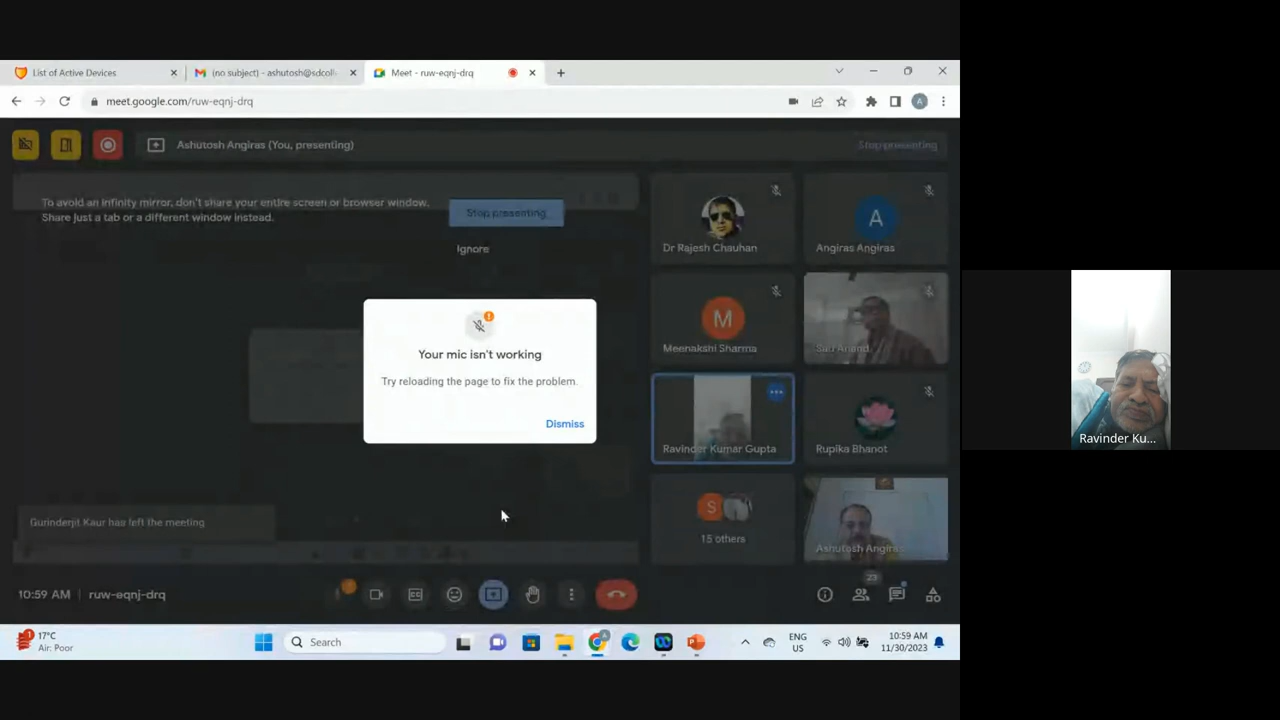 List of Active Devices
(no subject) - ashutosh@sdcoll
Meet - ruw-eqnj-drq
meet.google.com/ruw-eqnj-drq
A
Ashutosh Angiras (You, presenting)
Stop presenting
To avoid an infinity mirror, don't share your entire screen or browser window.
Share just a tab or a different window instead.
Stop presenting
Ignore
Dr Rajesh Chauhan
A
Angiras Angiras
M
Meenakshi Sharma
Sad Anand
Your mic isn't working
Try reloading the page to fix the problem.
Dismiss
Ravinder Kumar Gupta
Rupika Bhanot
Ravinder Ku...
S
15 others
Ashutosh Angiras
Gurinderjit Kaur has left the meeting
10:59 AM | ruw-eqnj-drq
23
1
17°C
Air: Poor
Search
ENG
US
10:59 AM
11/30/2023